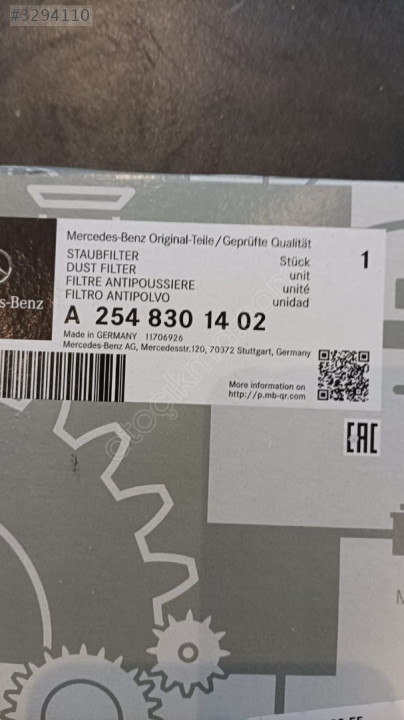 #3294110
Mercedes-Benz Original-Teile/Geprüfte Qualität
STAUBFILTER Stück 1
DUST FILTER unit
FILTRE ANTIPOUSSIERE unité
FILTRO ANTIPOLVO unidad
s-Benz
A 254 830 14 02
Made in GERMANY 11706926
Mercedes-Benz AG, Mercedesstr.120, 70372 Stuttgart, Germany
More information on
http://p.mb-qr.com
EAC